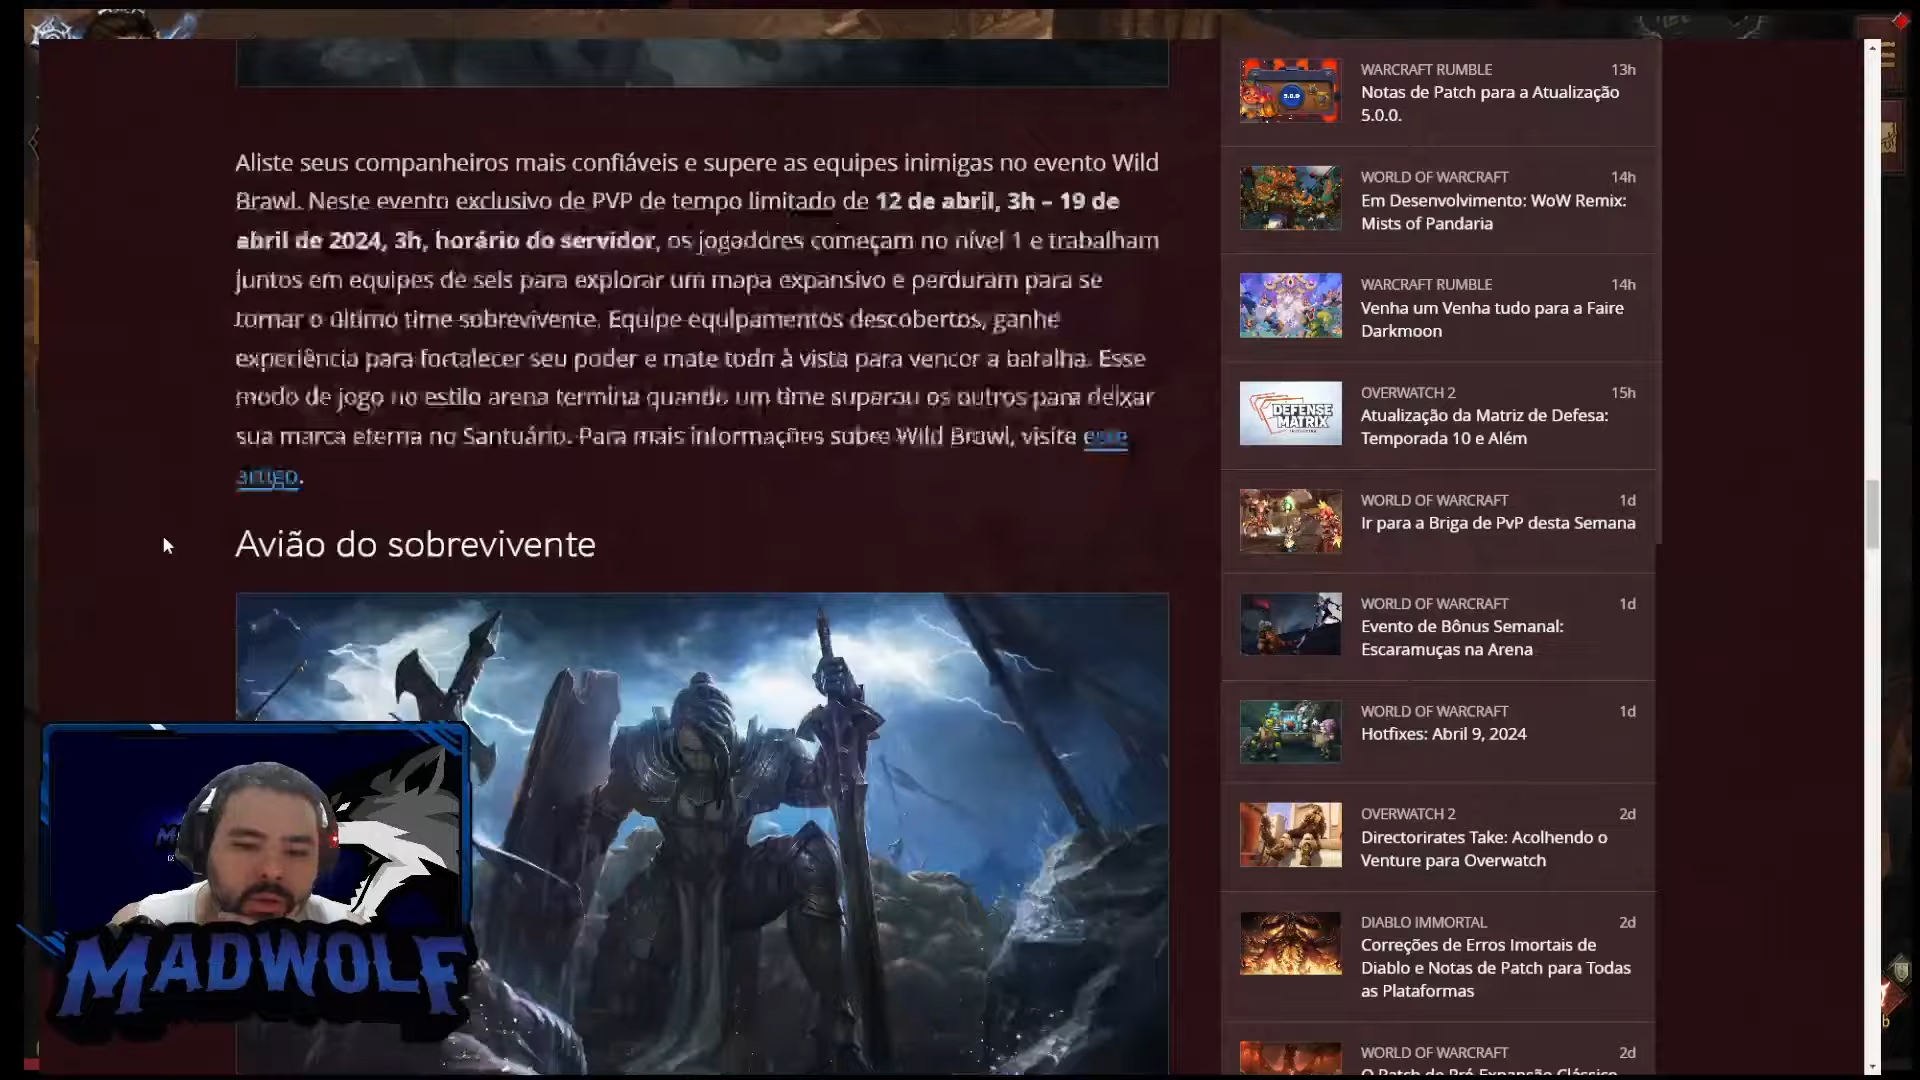 Aliste seus companheiros mais confiáveis e supere as equipes inimigas no evento Wild
Brawl. Neste evento exclusivo de PVP de tempo limitado de 12 de abril, 3h – 19 de
abril de 2024, 3h, horário do servidor, os jogadores começam no nível 1 e trabalham
juntos em equipes de seis para explorar um mapa expansivo e perduram para se
tornar o último time sobrevivente. Equipe equipamentos descobertos, ganhe
experiência para fortalecer seu poder e mate todo à vista para vencer a batalha. Esse
modo de jogo no estilo arena termina quando um time superou os outros para deixar
sua marca eterna no Santuário. Para mais informações sobre Wild Brawl, visite esse
artigo.
Avião do sobrevivente
MADWOLF
WARCRAFT RUMBLE 13h
Notas de Patch para a Atualização
5.0.0.
WORLD OF WARCRAFT 14h
Em Desenvolvimento: WoW Remix:
Mists of Pandaria
WARCRAFT RUMBLE 14h
Venha um Venha tudo para a Faire
Darkmoon
DEFENSE
MATRIX
OVERWATCH 2 15h
Atualização da Matriz de Defesa:
Temporada 10 e Além
WORLD OF WARCRAFT 1d
Ir para a Briga de PvP desta Semana
WORLD OF WARCRAFT 1d
Evento de Bônus Semanal:
Escaramuças na Arena
WORLD OF WARCRAFT 1d
Hotfixes: Abril 9, 2024
OVERWATCH 2 2d
Directorirates Take: Acolhendo o
Venture para Overwatch
DIABLO IMMORTAL 2d
Correções de Erros Imortais de
Diablo e Notas de Patch para Todas
as Plataformas
WORLD OF WARCRAFT 2d
O Patch de Pré-Expansão Clássico